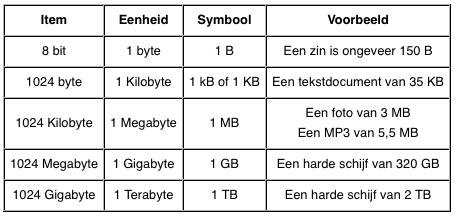 Item Eenheid Symbool Voorbeeld
8 bit 1 byte 1 B Een zin is ongeveer 150 B
1024 byte 1 Kilobyte 1 kB of 1 KB Een tekstdocument van 35 KB
1024 Kilobyte 1 Megabyte 1 MB Een foto van 3 MB
Een MP3 van 5,5 MB
1024 Megabyte 1 Gigabyte 1 GB Een harde schijf van 320 GB
1024 Gigabyte 1 Terabyte 1 TB Een harde schijf van 2 TB